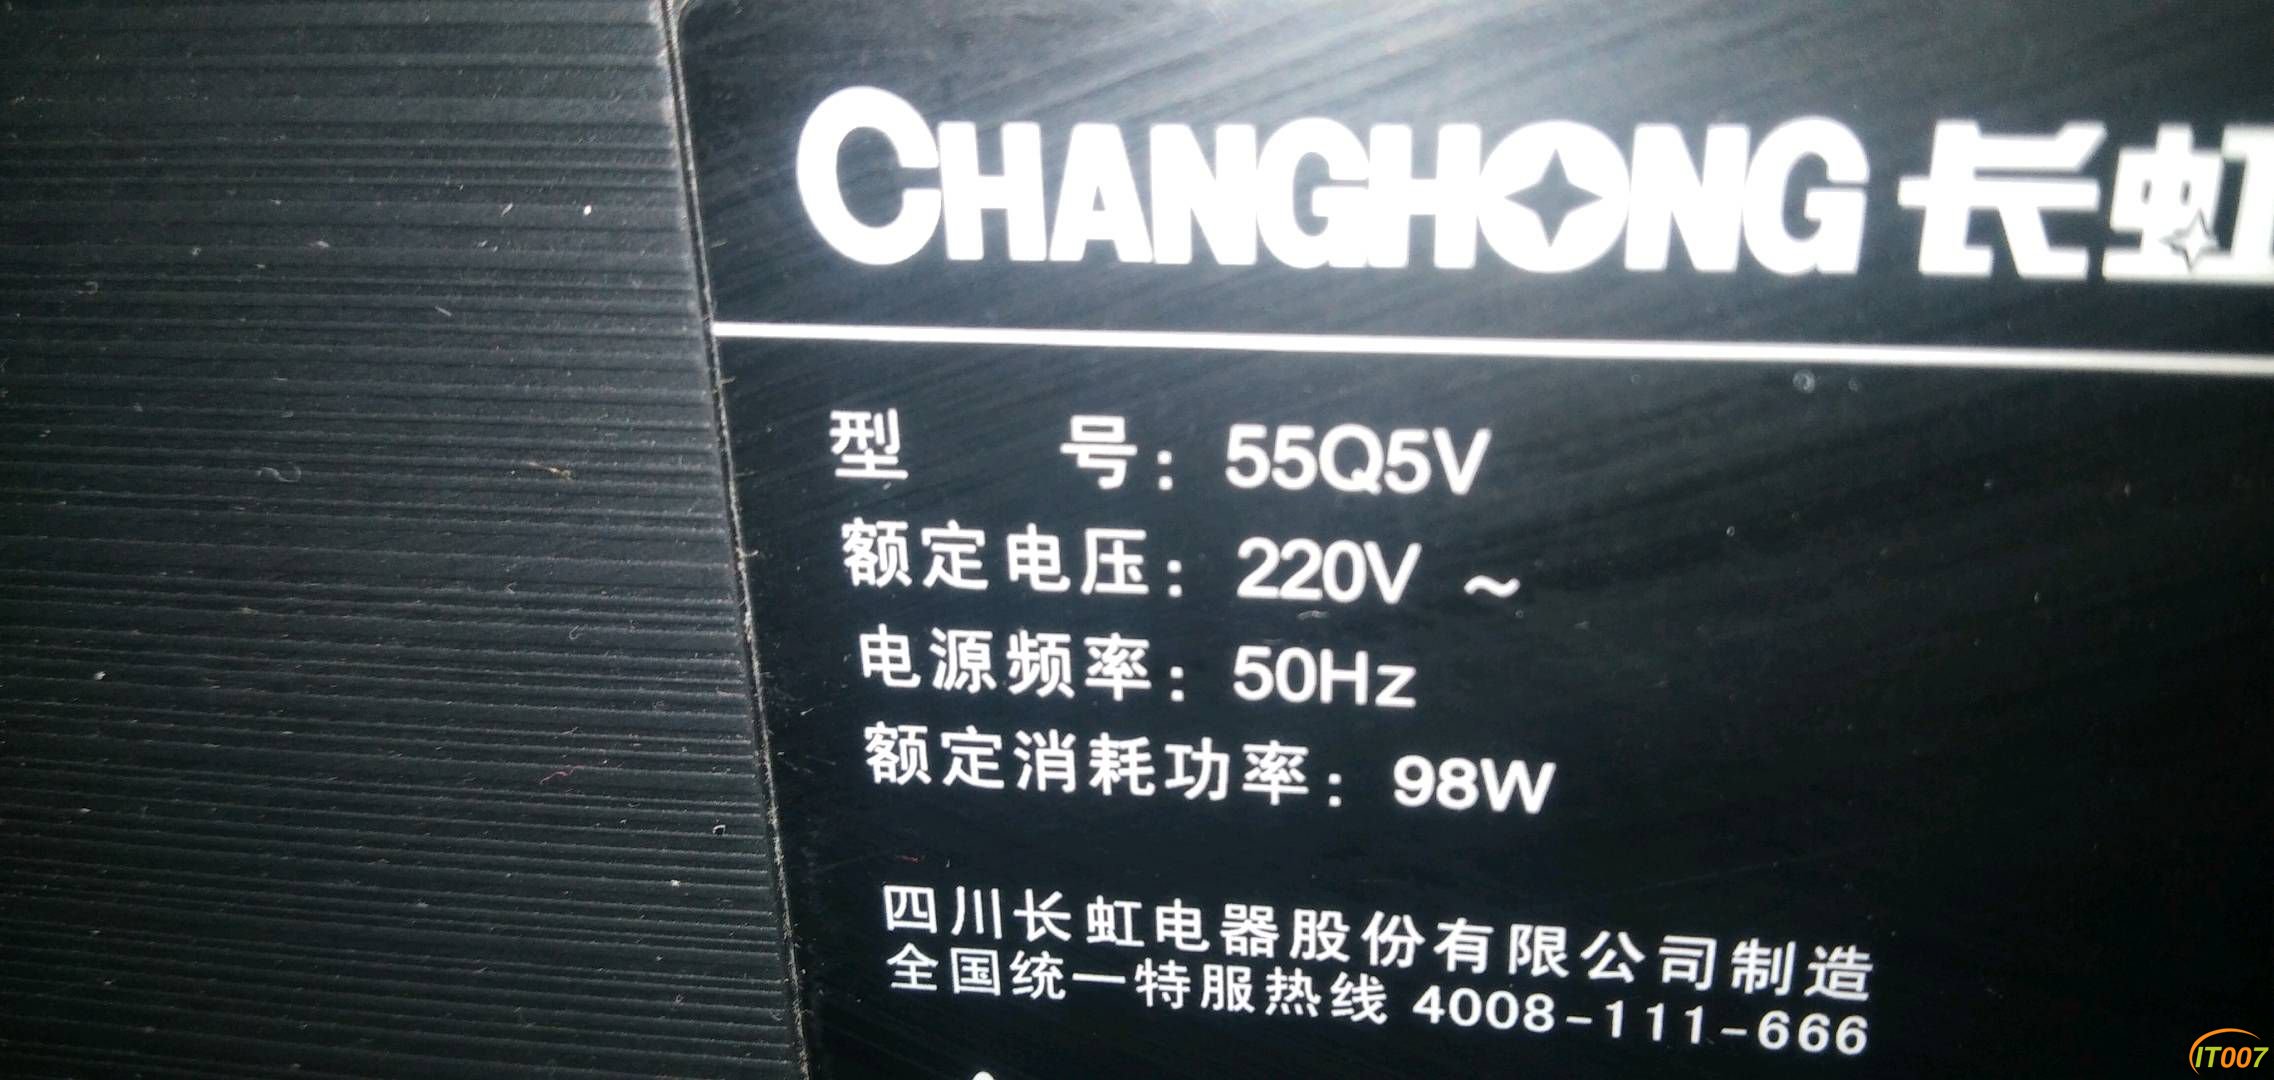 CHANGHONG 长虹
型 号: 55Q5V
额定电压: 220V ~
电源频率: 50Hz
额定消耗功率: 98W
四川长虹电器股份有限公司制造
全国统一特服热线 4008-111-666
IT007